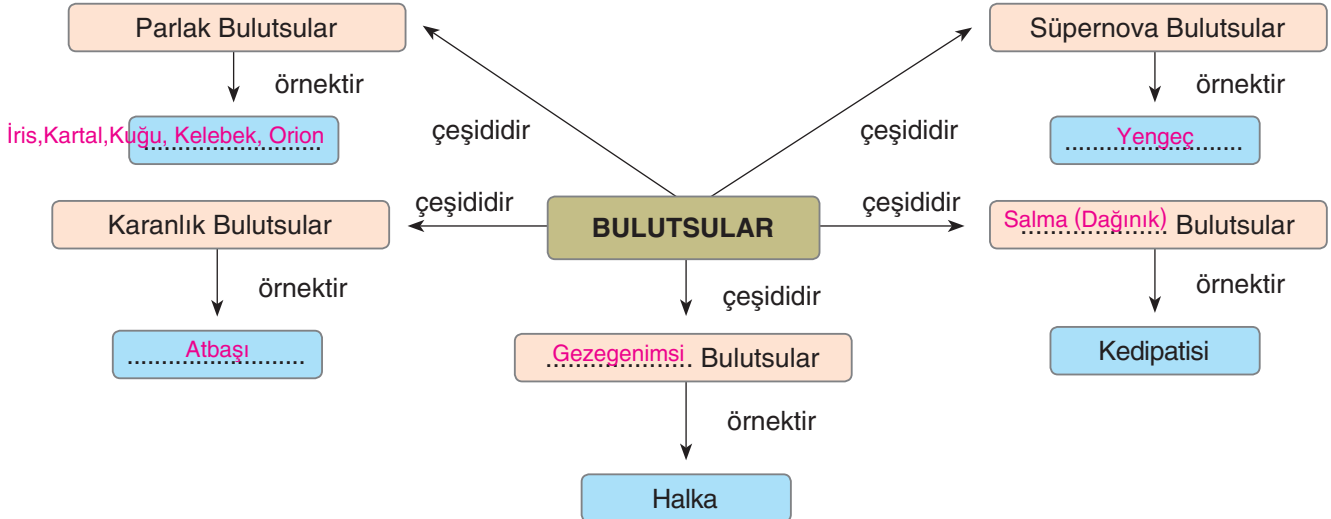 Parlak Bulutsular
örnektir
İris,Kartal,Kuğu, Kelebek, Orion
çeşididir
Süpernova Bulutsular
örnektir
Yengeç
çeşididir
Karanlık Bulutsular
örnektir
Atbaşı
çeşididir
BULUTSULAR
çeşididir
Salma (Dağınık) Bulutsular
örnektir
Kedipatisi
çeşididir
Gezegenimsi Bulutsular
örnektir
Halka